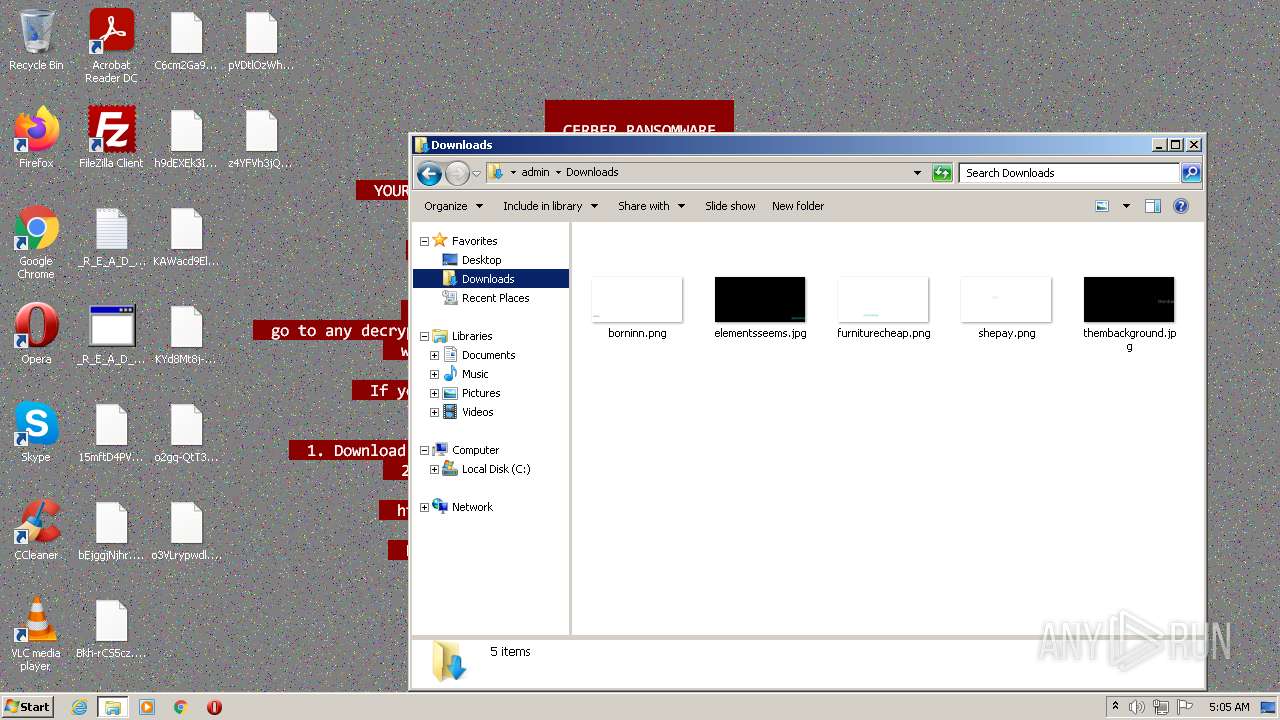 Recycle Bin
Acrobat
Reader DC
C6cm2Ga9...
pVDtlOzWh...
Firefox
FileZilla Client
h9dEXEk3I...
z4YFVh3jQ...
Google
Chrome
_R_E_A_D_...
KAWacd9El...
Opera
_R_E_A_D_...
KYd8Mt8j-...
Skype
15mftD4PV...
o2gg-QtT3...
CCleaner
bEjggjNjhr....
o3VLrypwdl....
VLC media
player
Bkh-rCS5cz....
CERBER RANSOMWARE
YOUR
go to any decryp
w
If yo
1. Download
2
ht
Downloads
admin
Downloads
Search Downloads
Organize
Include in library
Share with
Slide show
New folder
Favorites
Desktop
Downloads
Recent Places
Libraries
Documents
Music
Pictures
Videos
Computer
Local Disk (C:)
Network
borninn.png
elementsseems.jpg
furniturecheap.png
shepay.png
thanbackground.jp
g
5 items
ANY RUN
Start
5:05 AM